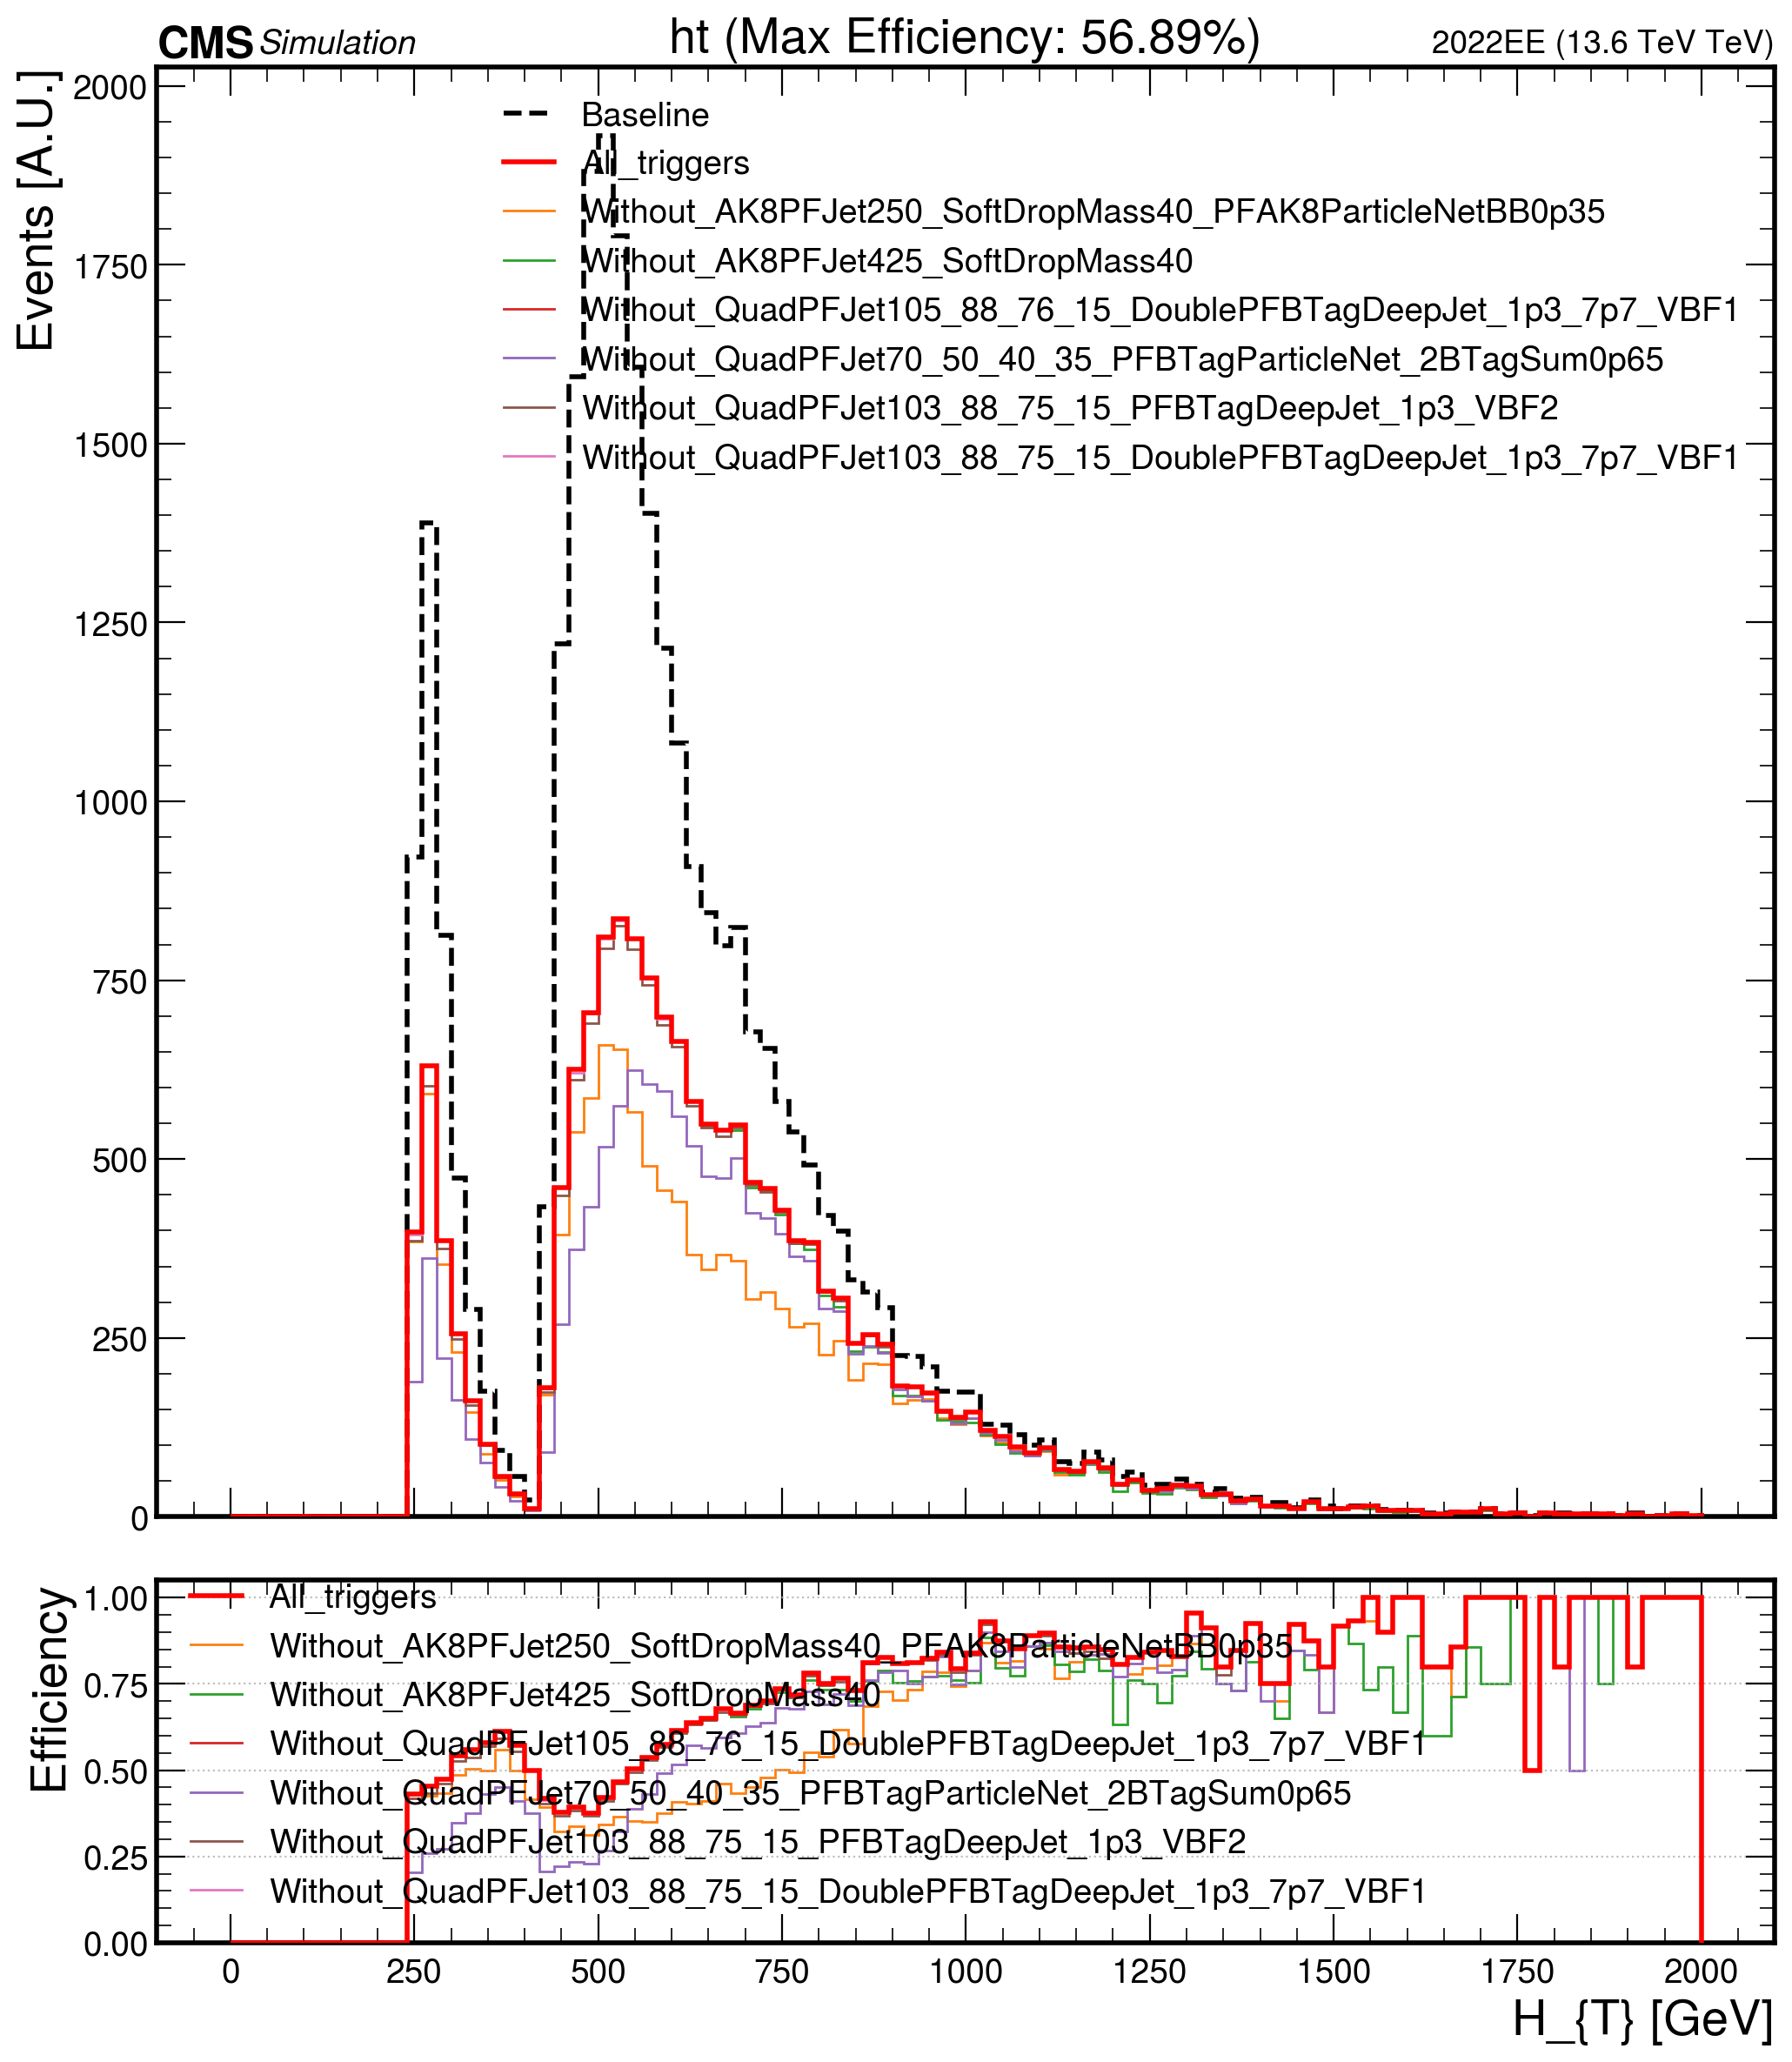 CMS Simulation ht (Max Efficiency: 56.89%) 2022EE (13.6 TeV TeV)
Events [A.U.]
2000
1750
1500
1250
1000
750
500
250
0
Baseline
All_triggers
Without_AK8PFJet250_SoftDropMass40_PFAK8ParticleNetBB0p35
Without_AK8PFJet425_SoftDropMass40
Without_QuadPFJet105_88_76_15_DoublePFBTagDeepJet_1p3_7p7_VBF1
Without_QuadPFJet70_50_40_35_PFBTagParticleNet_2BTagSum0p65
Without_QuadPFJet103_88_75_15_PFBTagDeepJet_1p3_VBF2
Without_QuadPFJet103_88_75_15_DoublePFBTagDeepJet_1p3_7p7_VBF1
Efficiency
1.00
0.75
0.50
0.25
0.00
All_triggers
Without_AK8PFJet250_SoftDropMass40_PFAK8ParticleNetBB0p35
Without_AK8PFJet425_SoftDropMass40
Without_QuadPFJet105_88_76_15_DoublePFBTagDeepJet_1p3_7p7_VBF1
Without_QuadPFJet70_50_40_35_PFBTagParticleNet_2BTagSum0p65
Without_QuadPFJet103_88_75_15_PFBTagDeepJet_1p3_VBF2
Without_QuadPFJet103_88_75_15_DoublePFBTagDeepJet_1p3_7p7_VBF1
0 250 500 750 1000 1250 1500 1750 2000
H_{T} [GeV]